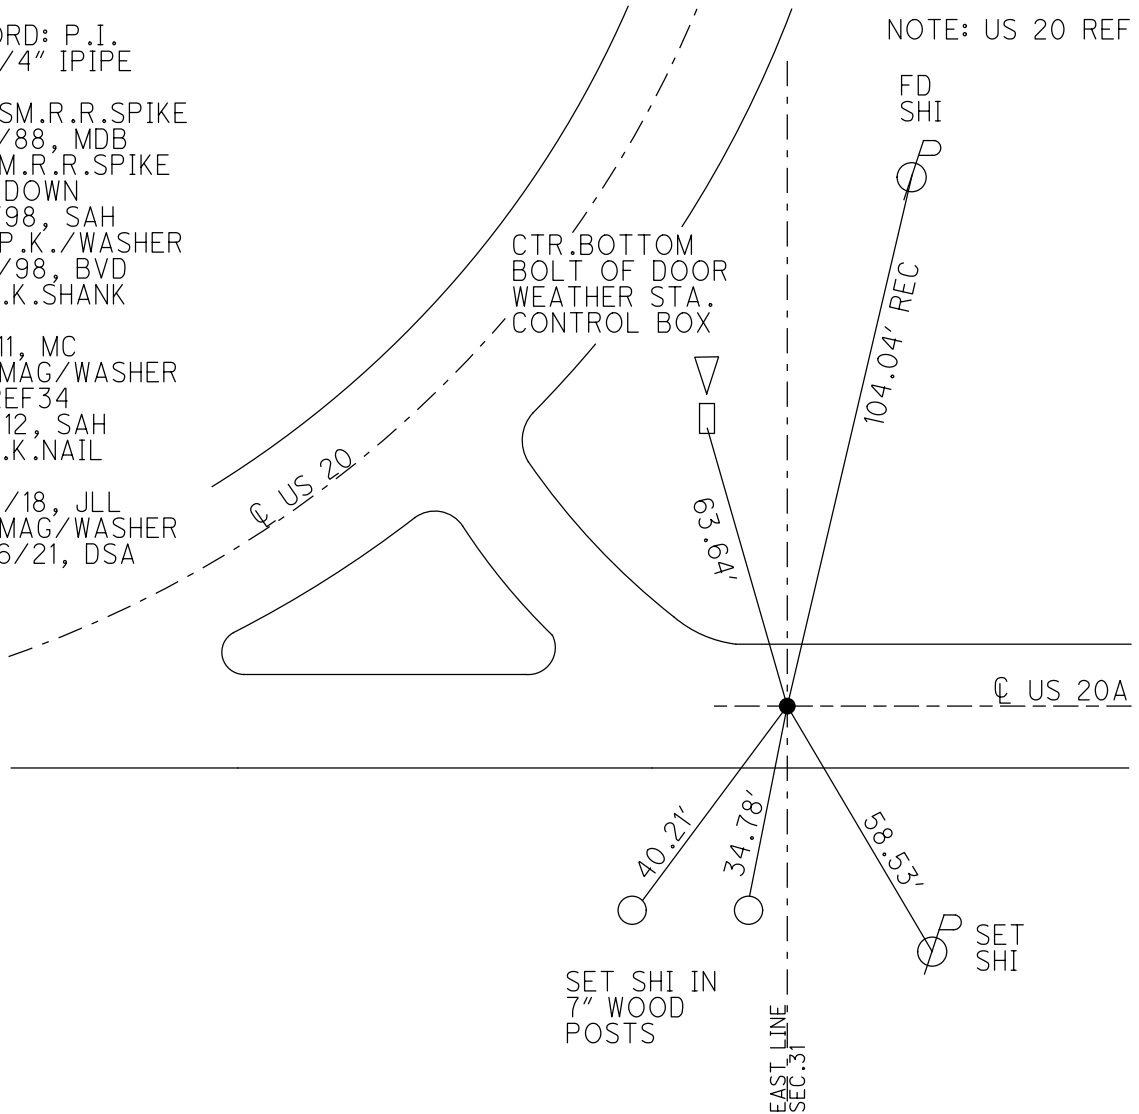 ORD: P.I.
/4" IPIPE
SM.R.R.SPIKE
/88, MDB
M.R.R.SPIKE
DOWN
/98, SAH
P.K./WASHER
/98, BVD
.K.SHANK
11, MC
MAG/WASHER
REF34
12, SAH
.K.NAIL
/18, JLL
MAG/WASHER
6/21, DSA
NOTE: US 20 REF
FD
SHI
CTR.BOTTOM
BOLT OF DOOR
WEATHER STA.
CONTROL BOX
104.04' REC
℄ US 20
63.64'
℄ US 20A
40.21'
34.78'
58.53'
SET
SHI
SET SHI IN
7" WOOD
POSTS
EAST LINE
SEC.31